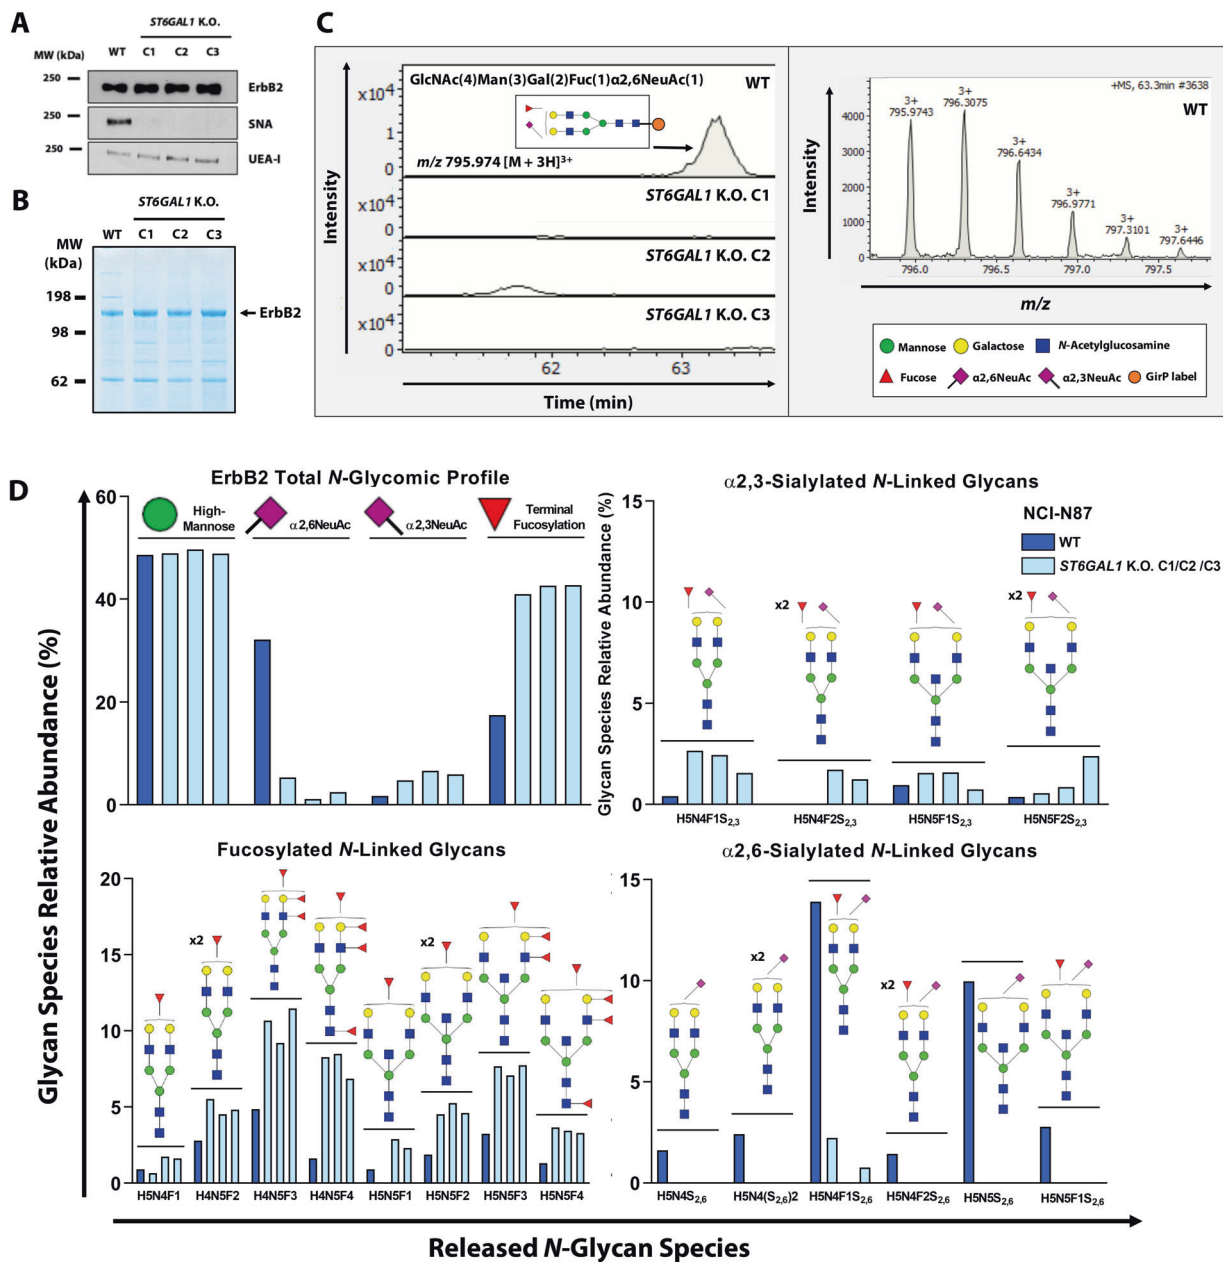 A
ST6GAL1 K.O.
MW (kDa)
WT
C1
C2
C3
250
ErbB2
250
SNA
250
UEA-I
B
ST6GAL1 K.O.
MW
(kDa)
WT
C1
C2
C3
198
98
62
ErbB2
C
GlcNAc(4)Man(3)Gal(2)Fuc(1)α2,6NeuAc(1)
WT
x10⁴
1
0
m/z 795.974 [M + 3H]³⁺
ST6GAL1 K.O. C1
x10⁴
0
ST6GAL1 K.O. C2
x10⁴
0
ST6GAL1 K.O. C3
x10⁴
0
62
63
Intensity
Time (min)
+MS, 63.3min #3638
WT
3+
795.9743
3+
796.3075
3+
796.6434
3+
796.9771
3+
797.3101
3+
797.6446
4000
3000
2000
1000
0
796.0
796.5
797.0
797.5
Intensity
m/z
Mannose
Galactose
N-Acetylglucosamine
Fucose
α2,6NeuAc
α2,3NeuAc
GirP label
D
ErbB2 Total N-Glycomic Profile
60
40
20
0
High-
Mannose
α2,6NeuAc
α2,3NeuAc
Terminal
Fucosylation
α2,3-Sialylated N-Linked Glycans
Glycan Species Relative Abundance (%)
15
10
5
0
NCI-N87
WT
ST6GAL1 K.O. C1/C2 /C3
x2
x2
H5N4F1S2,3
H5N4F2S2,3
H5N5F1S2,3
H5N5F2S2,3
Fucosylated N-Linked Glycans
20
15
10
5
0
x2
x2
H5N4F1
H4N5F2
H4N5F3
H4N5F4
H5N5F1
H5N5F2
H5N5F3
H5N5F4
α2,6-Sialylated N-Linked Glycans
15
10
5
0
x2
x2
H5N4S2,6
H5N4(S2,6)2
H5N4F1S2,6
H5N4F2S2,6
H5N5S2,6
H5N5F1S2,6
Glycan Species Relative Abundance (%)
Released N-Glycan Species